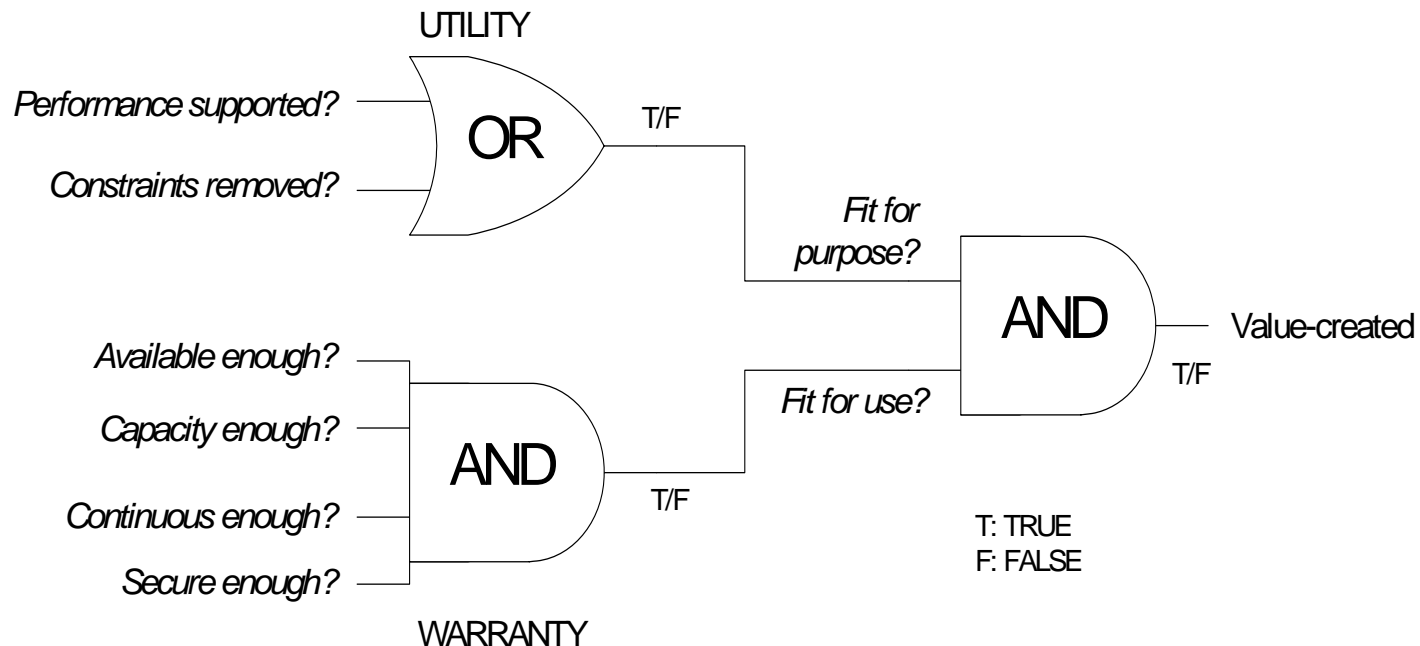 UTILITY
Performance supported?
OR
T/F
Constraints removed?
Fit for
purpose?
AND
Value-created
T/F
Available enough?
Capacity enough?
Fit for use?
AND
T/F
Continuous enough?
Secure enough?
T: TRUE
F: FALSE
WARRANTY